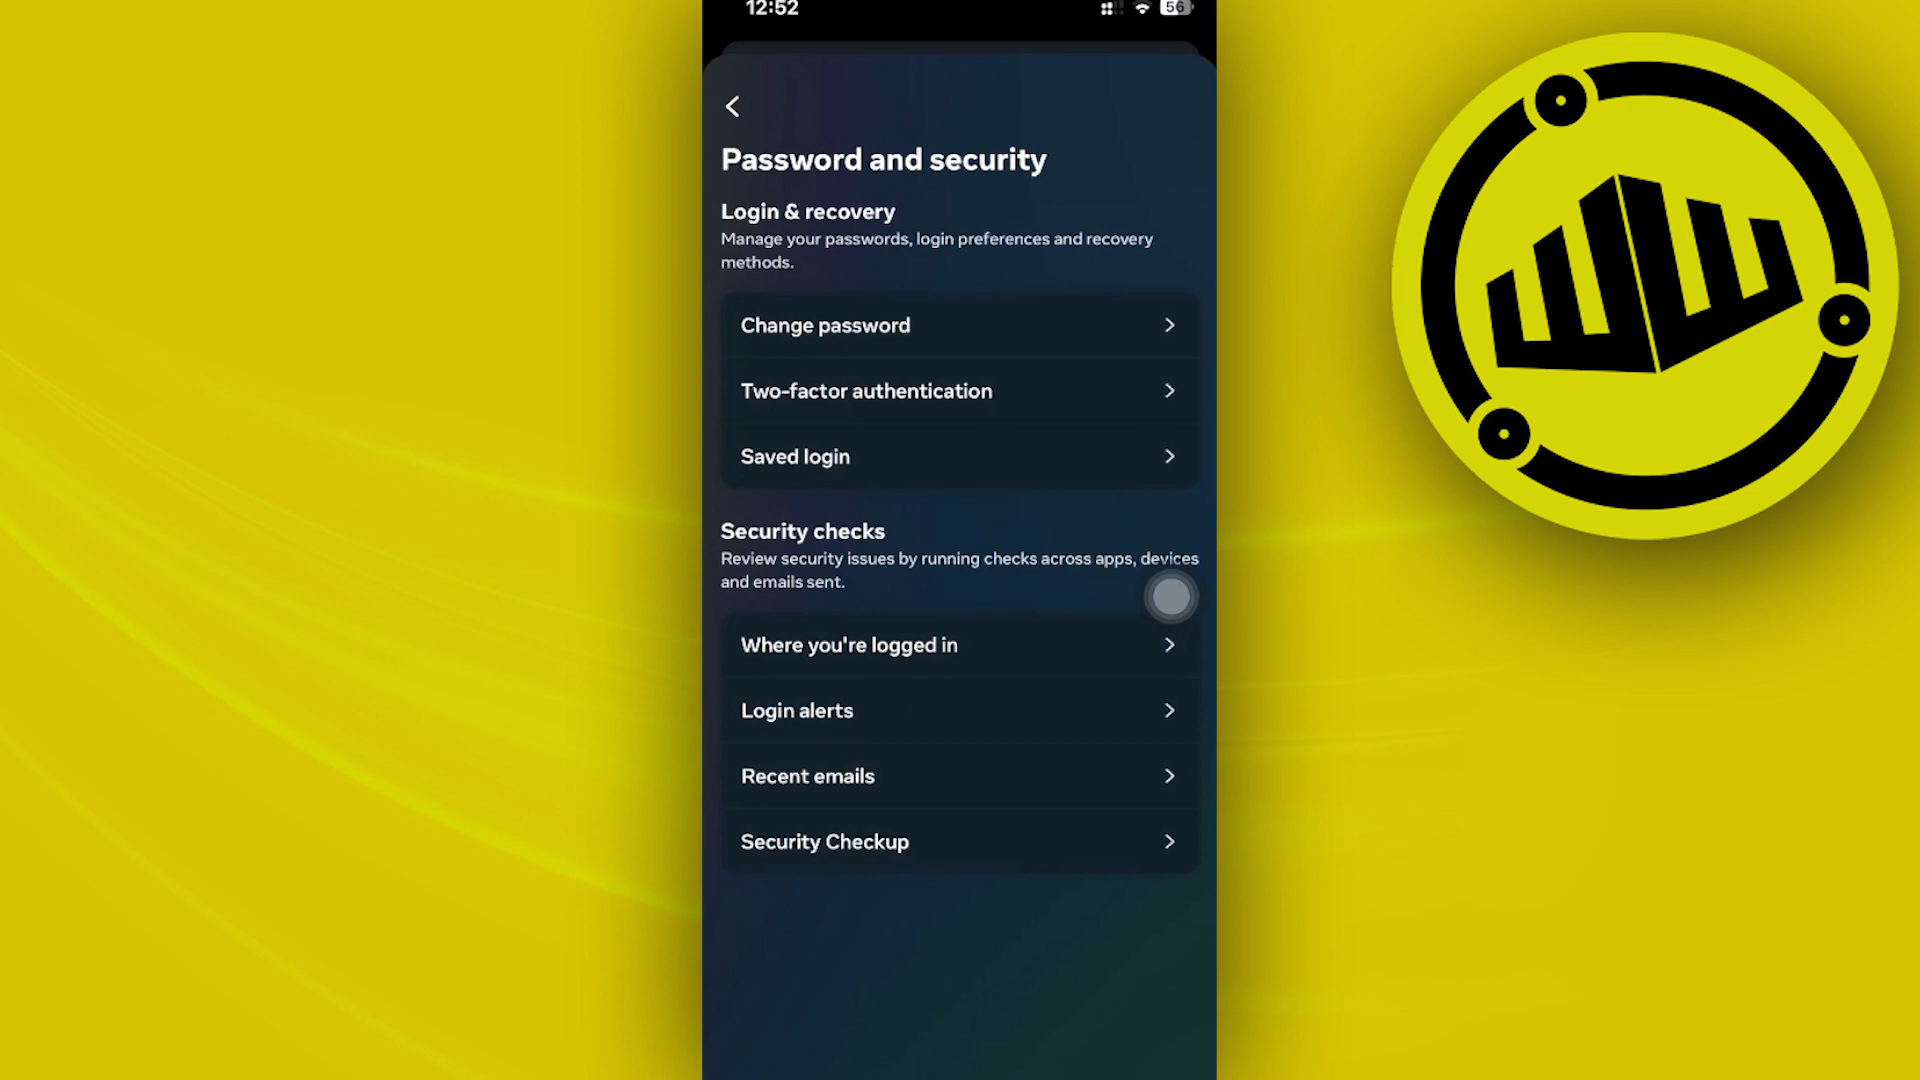 12:52
56
Password and security
Login & recovery
Manage your passwords, login preferences and recovery
methods.
Change password
Two-factor authentication
Saved login
Security checks
Review security issues by running checks across apps, devices
and emails sent.
Where you're logged in
Login alerts
Recent emails
Security Checkup